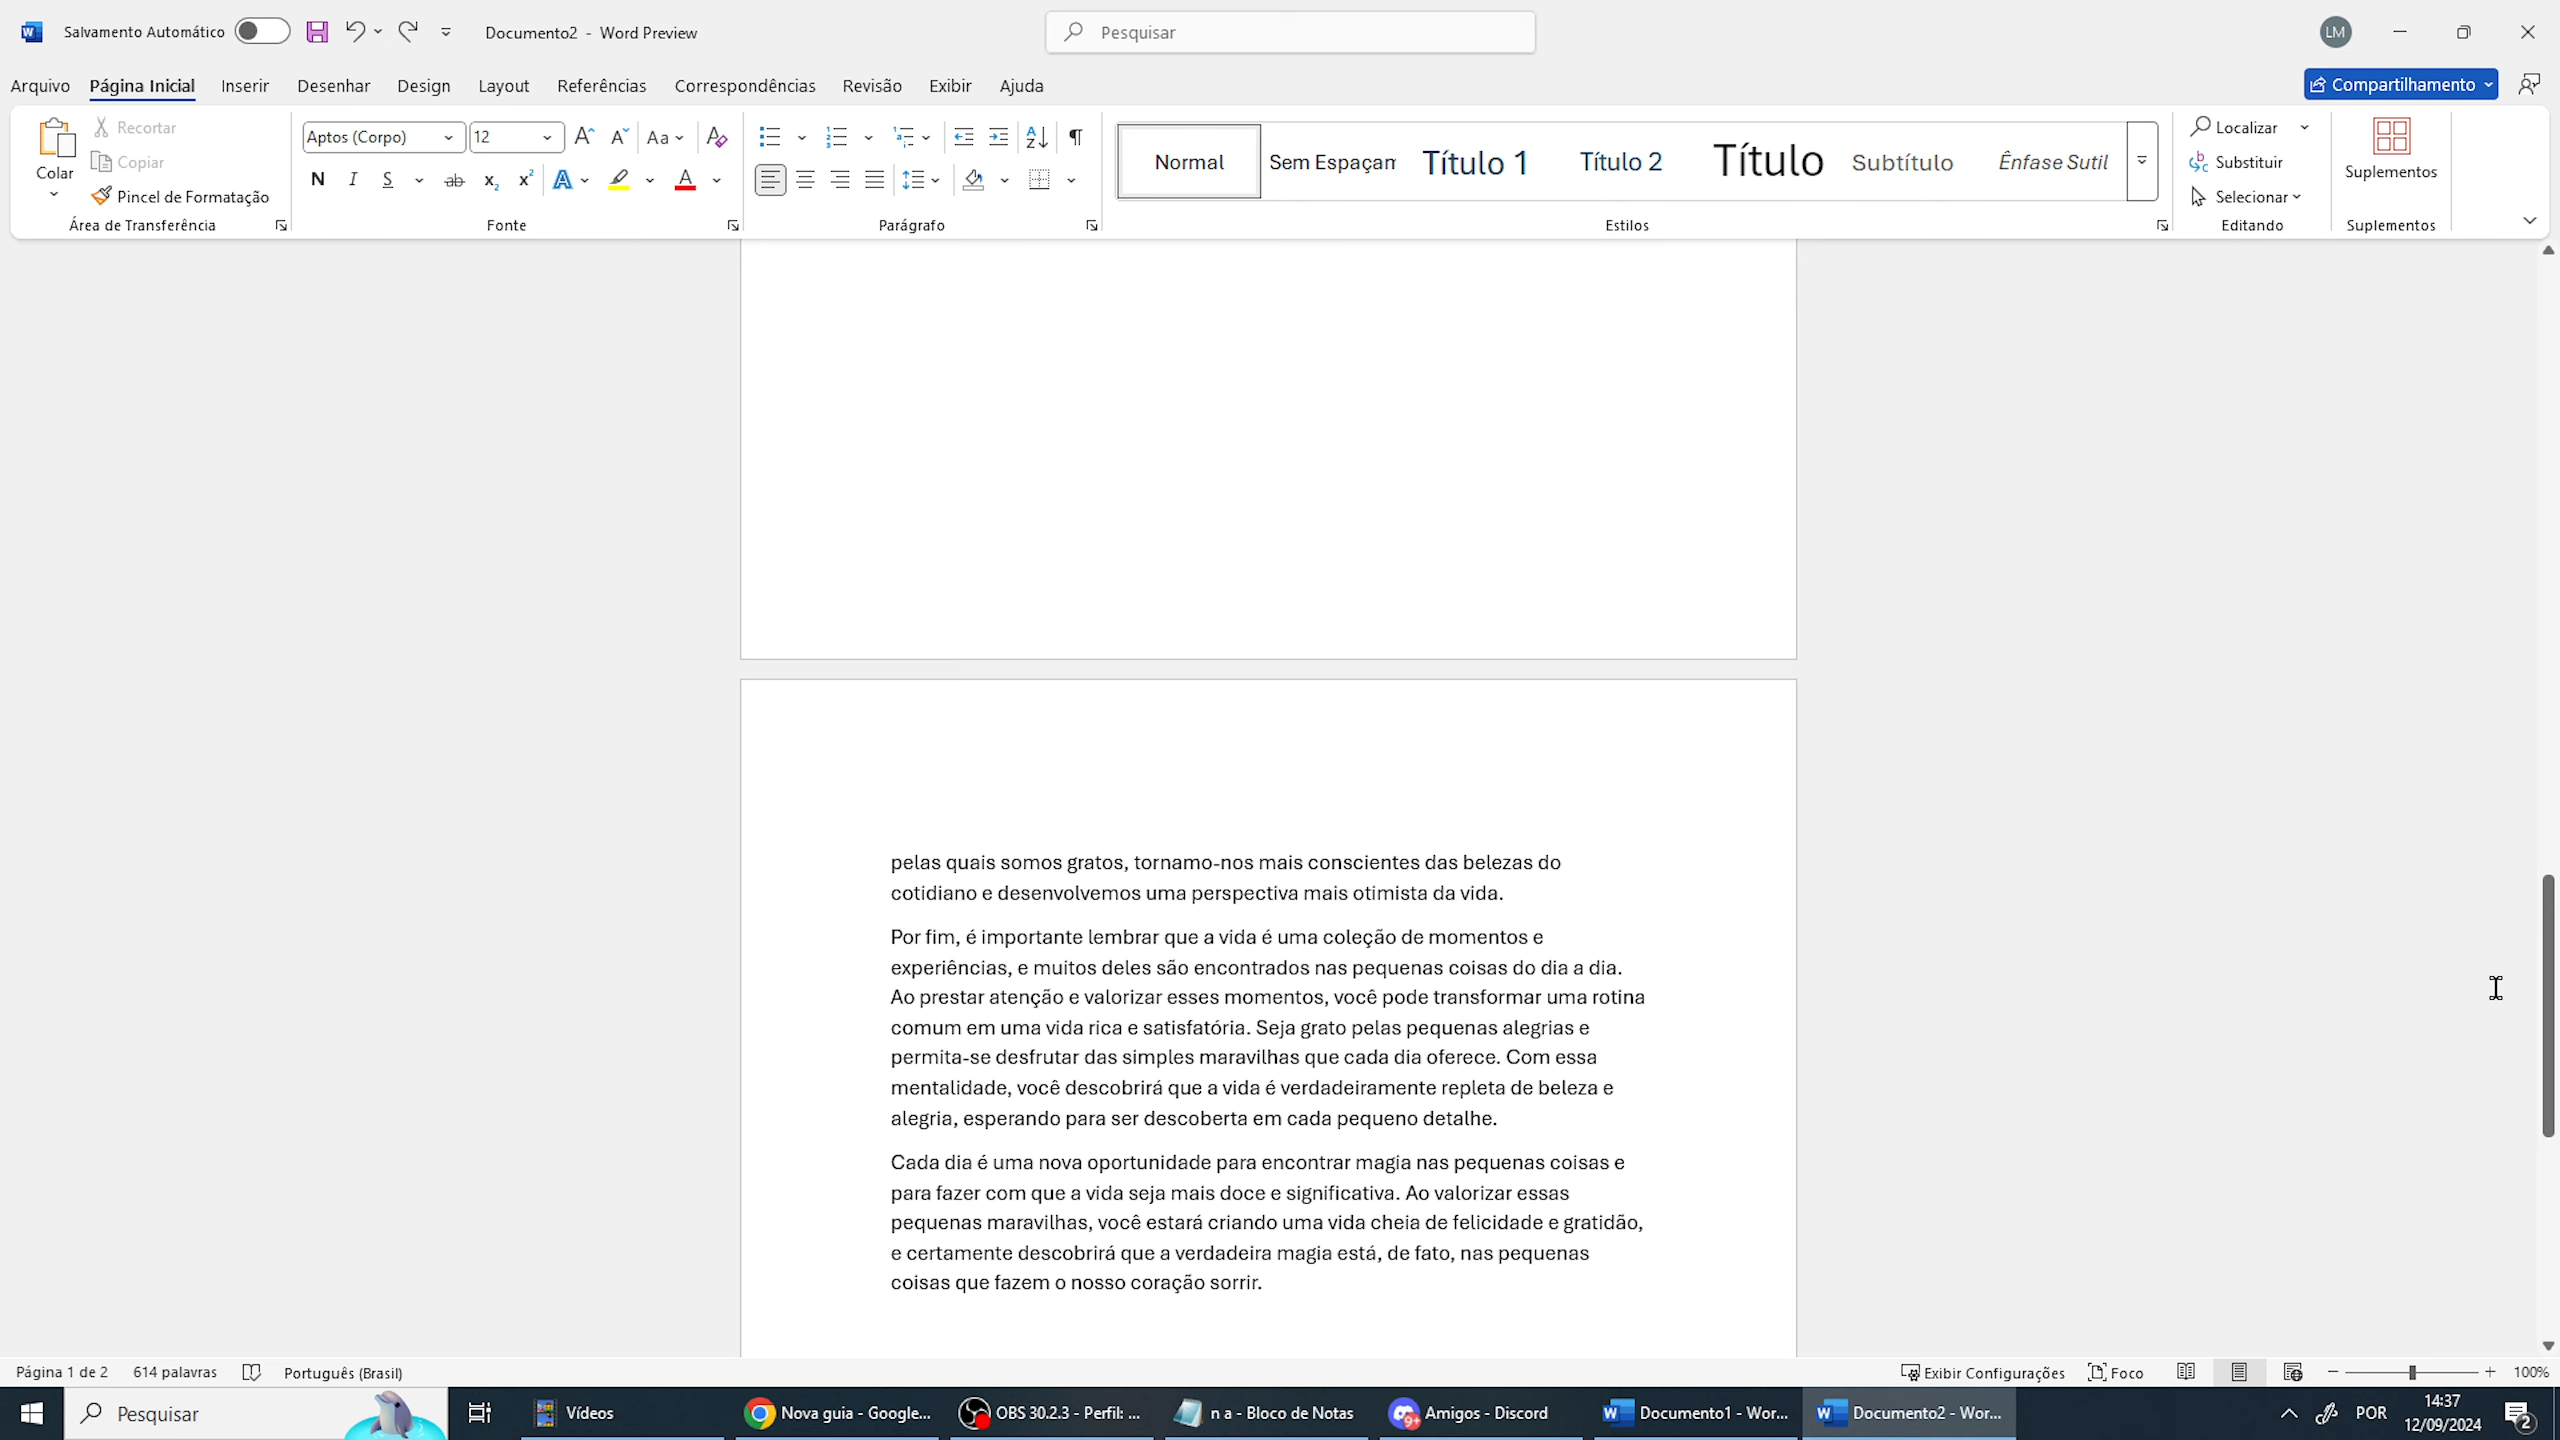 Salvamento Automático
Documento2 - Word Preview
Pesquisar
LM
Arquivo Página Inicial Inserir Desenhar Design Layout Referências Correspondências Revisão Exibir Ajuda
Compartilhamento
Colar
Recortar
Copiar
Pincel de Formatação
Área de Transferência
Aptos (Corpo) 12
Fonte
Parágrafo
Normal Sem Espaçam Título 1 Título 2 Título Subtítulo Ênfase Sutil
Estilos
Localizar
Substituir
Selecionar
Editando
Suplementos
Suplementos
pelas quais somos gratos, tornamo-nos mais conscientes das belezas do
cotidiano e desenvolvemos uma perspectiva mais otimista da vida.
Por fim, é importante lembrar que a vida é uma coleção de momentos e
experiências, e muitos deles são encontrados nas pequenas coisas do dia a dia.
Ao prestar atenção e valorizar esses momentos, você pode transformar uma rotina
comum em uma vida rica e satisfatória. Seja grato pelas pequenas alegrias e
permita-se desfrutar das simples maravilhas que cada dia oferece. Com essa
mentalidade, você descobrirá que a vida é verdadeiramente repleta de beleza e
alegria, esperando para ser descoberta em cada pequeno detalhe.
Cada dia é uma nova oportunidade para encontrar magia nas pequenas coisas e
para fazer com que a vida seja mais doce e significativa. Ao valorizar essas
pequenas maravilhas, você estará criando uma vida cheia de felicidade e gratidão,
e certamente descobrirá que a verdadeira magia está, de fato, nas pequenas
coisas que fazem o nosso coração sorrir.
Página 1 de 2 614 palavras Português (Brasil)
Exibir Configurações Foco 100%
Pesquisar
Vídeos
Nova guia - Google...
OBS 30.2.3 - Perfil: ...
n a - Bloco de Notas
Amigos - Discord
Documento1 - Wor...
Documento2 - Wor...
POR
14:37
12/09/2024
2